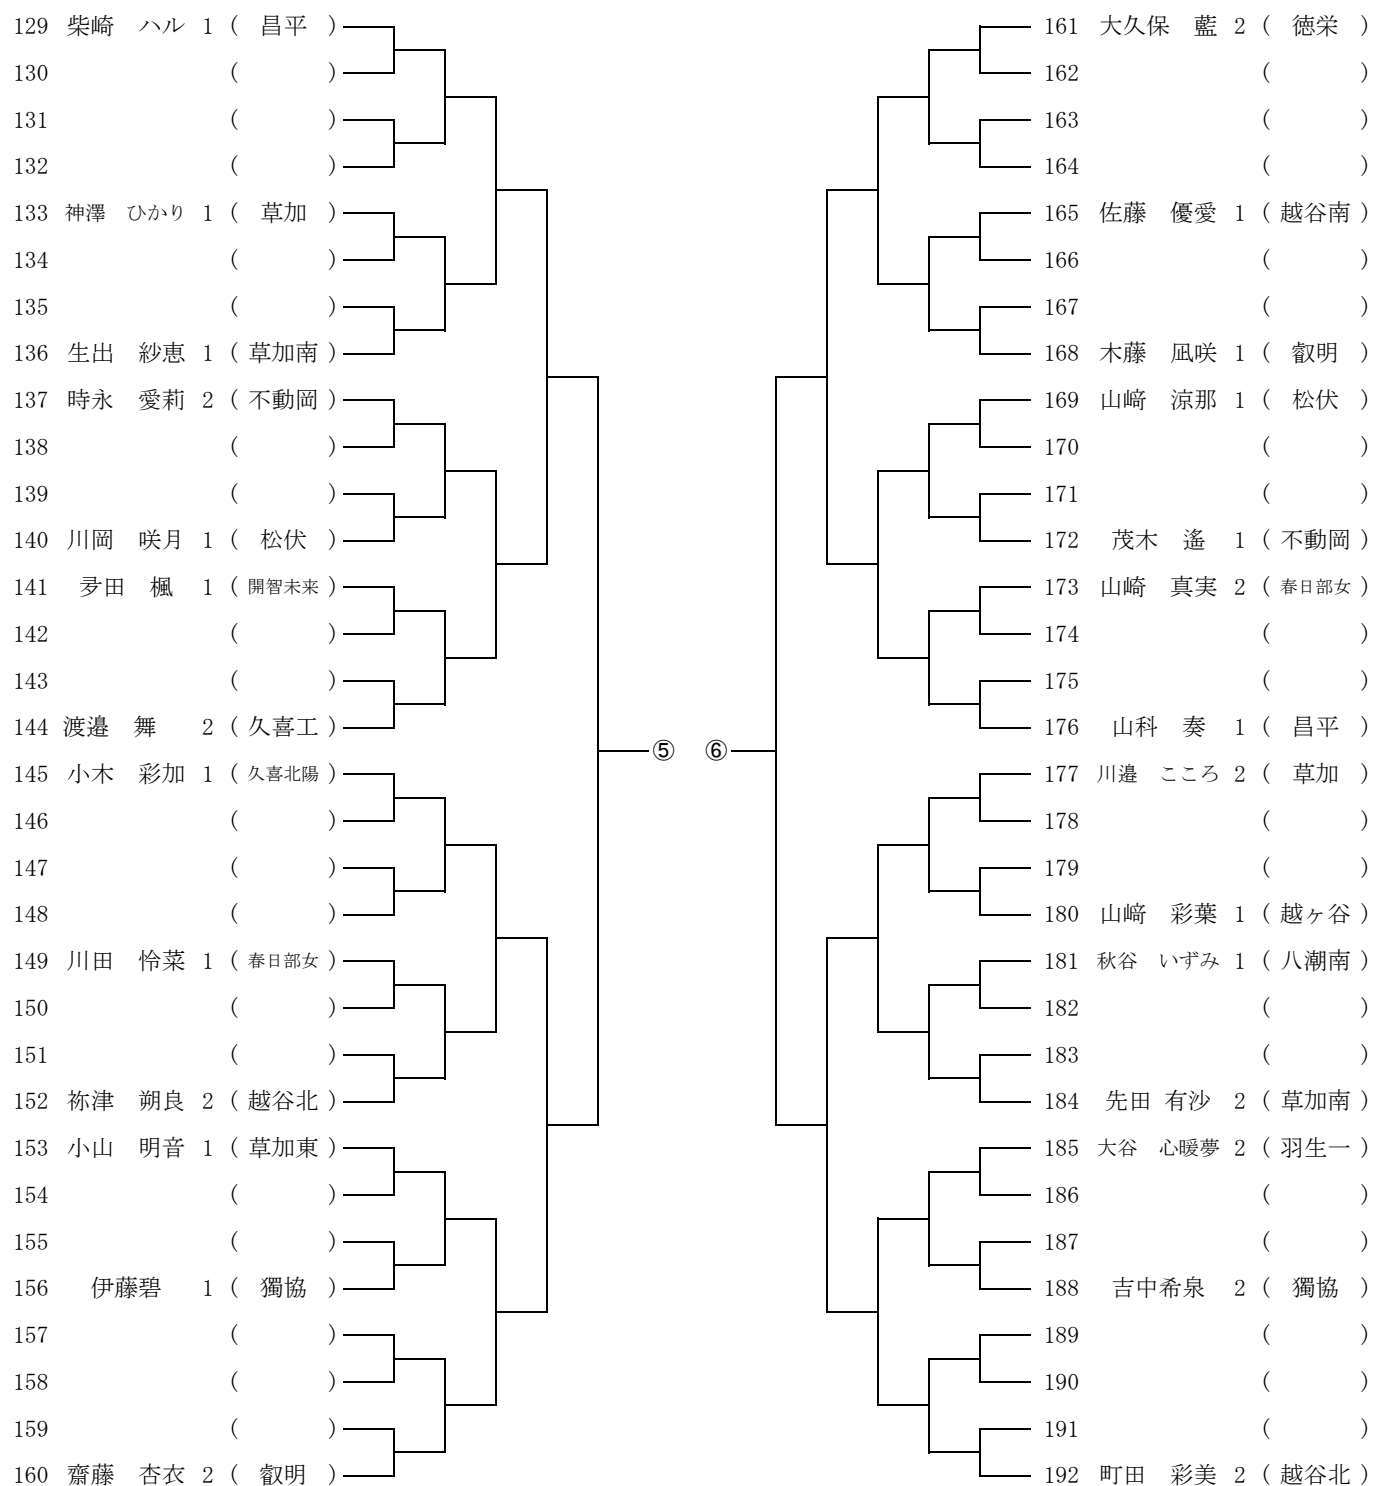 129 柴崎 ハル 1 ( 昌平 )
130 ( )
131 ( )
132 ( )
133 神澤 ひかり 1 ( 草加 )
134 ( )
135 ( )
136 生出 紗恵 1 ( 草加南 )
137 時永 愛莉 2 ( 不動岡 )
138 ( )
139 ( )
140 川岡 咲月 1 ( 松伏 )
141 夛田 楓 1 ( 開智未来 )
142 ( )
143 ( )
144 渡邉 舞 2 ( 久喜工 )
145 小木 彩加 1 ( 久喜北陽 )
146 ( )
147 ( )
148 ( )
149 川田 怜菜 1 ( 春日部女 )
150 ( )
151 ( )
152 祢津 朔良 2 ( 越谷北 )
153 小山 明音 1 ( 草加東 )
154 ( )
155 ( )
156 伊藤碧 1 ( 獨協 )
157 ( )
158 ( )
159 ( )
160 齋藤 杏衣 2 ( 叡明 )
⑤ ⑥
161 大久保 藍 2 ( 徳栄 )
162 ( )
163 ( )
164 ( )
165 佐藤 優愛 1 ( 越谷南 )
166 ( )
167 ( )
168 木藤 凪咲 1 ( 叡明 )
169 山﨑 涼那 1 ( 松伏 )
170 ( )
171 ( )
172 茂木 遙 1 ( 不動岡 )
173 山崎 真実 2 ( 春日部女 )
174 ( )
175 ( )
176 山科 奏 1 ( 昌平 )
177 川邉 こころ 2 ( 草加 )
178 ( )
179 ( )
180 山﨑 彩葉 1 ( 越ヶ谷 )
181 秋谷 いずみ 1 ( 八潮南 )
182 ( )
183 ( )
184 先田 有沙 2 ( 草加南 )
185 大谷 心暖夢 2 ( 羽生一 )
186 ( )
187 ( )
188 吉中希泉 2 ( 獨協 )
189 ( )
190 ( )
191 ( )
192 町田 彩美 2 ( 越谷北 )